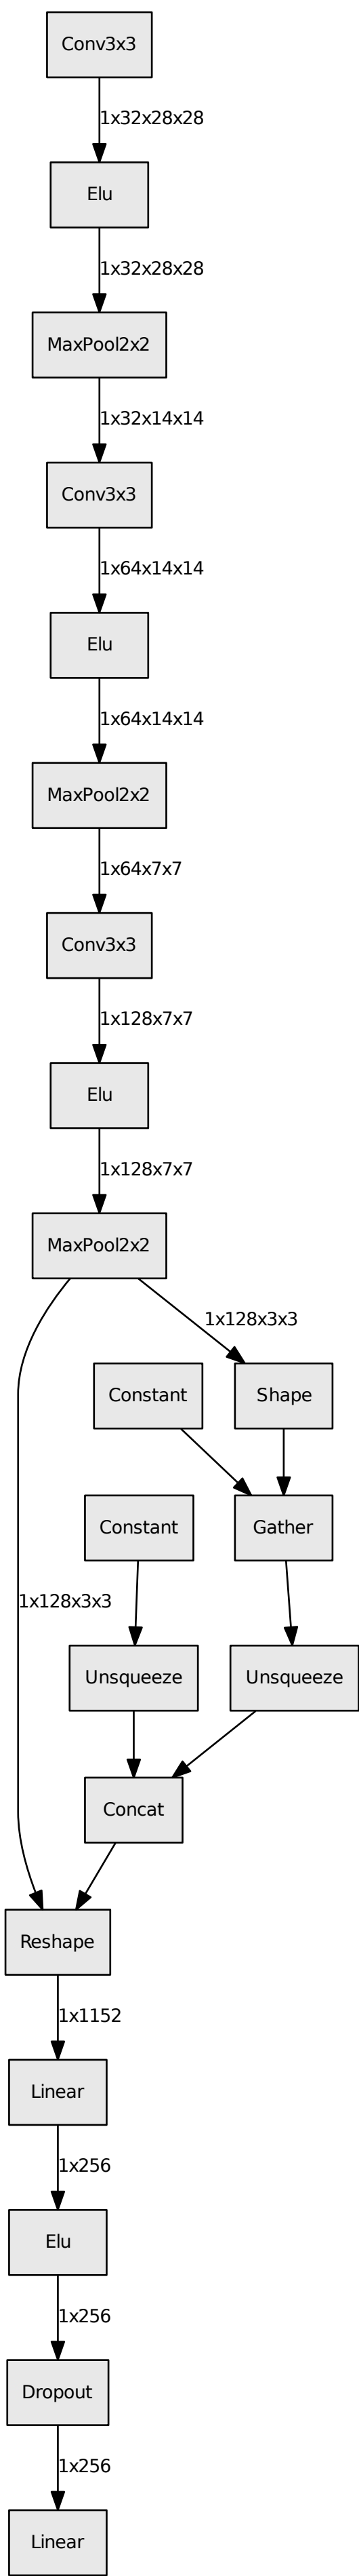 Conv3x3
1x32x28x28
Elu
1x32x28x28
MaxPool2x2
1x32x14x14
Conv3x3
1x64x14x14
Elu
1x64x14x14
MaxPool2x2
1x64x7x7
Conv3x3
1x128x7x7
Elu
1x128x7x7
MaxPool2x2
1x128x3x3
Constant
Shape
Constant
Gather
1x128x3x3
Unsqueeze
Unsqueeze
Concat
Reshape
1x1152
Linear
1x256
Elu
1x256
Dropout
1x256
Linear